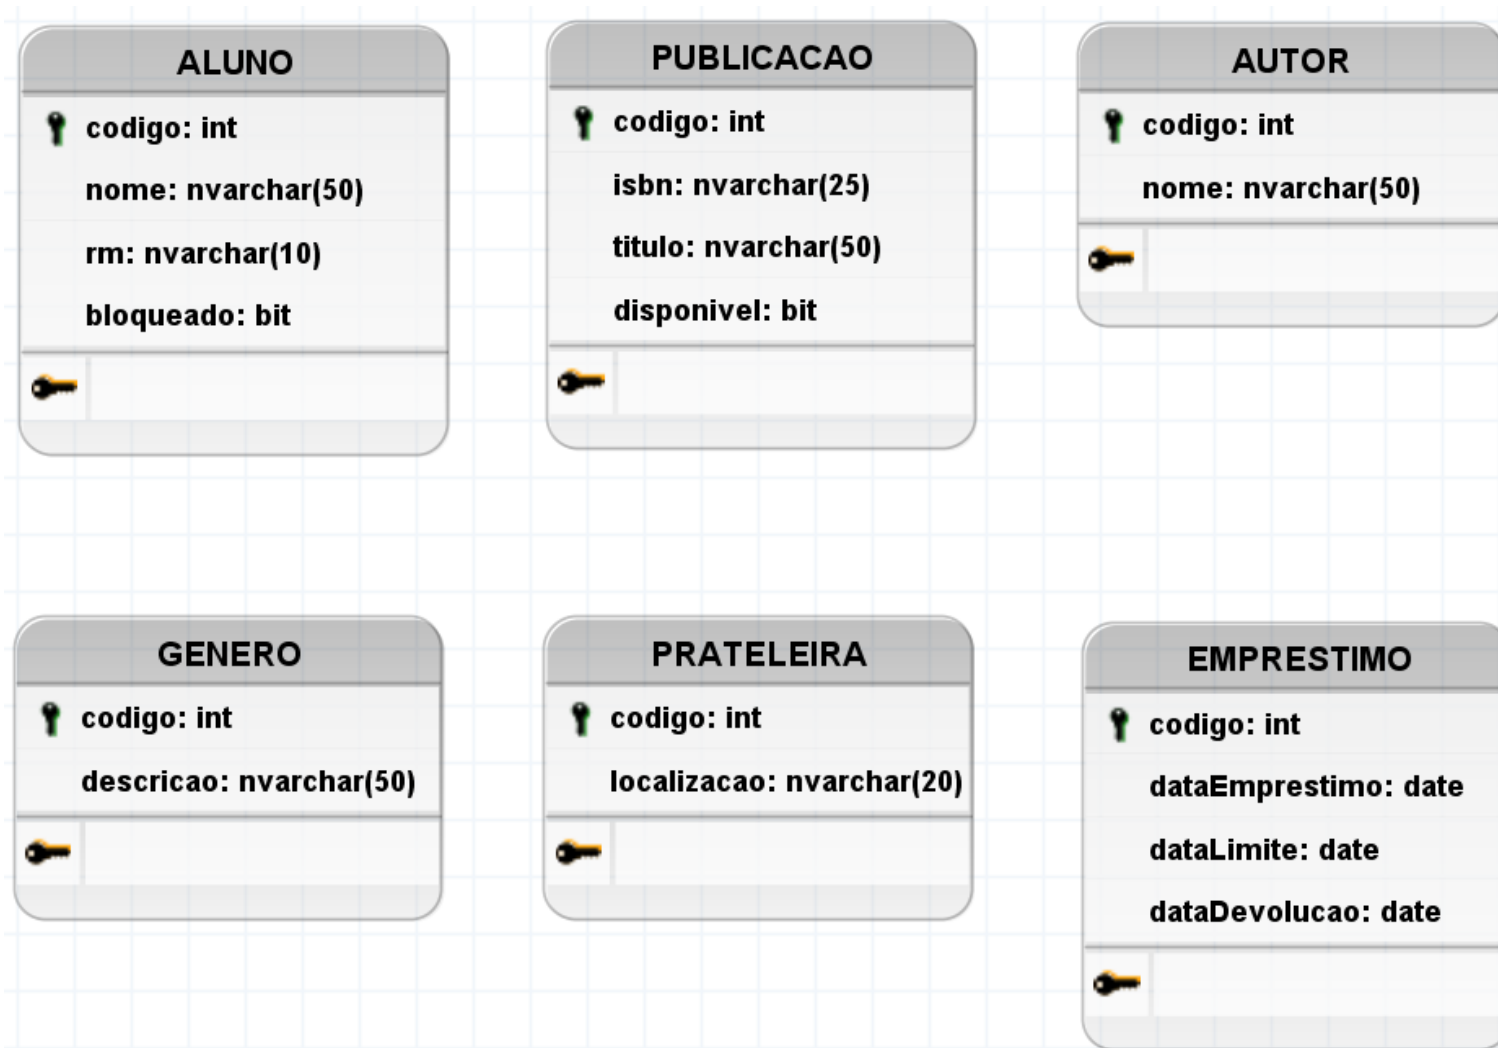 ALUNO
codigo: int
nome: nvarchar(50)
rm: nvarchar(10)
bloqueado: bit
PUBLICACAO
codigo: int
isbn: nvarchar(25)
titulo: nvarchar(50)
disponivel: bit
AUTOR
codigo: int
nome: nvarchar(50)
GENERO
codigo: int
descricao: nvarchar(50)
PRATELEIRA
codigo: int
localizacao: nvarchar(20)
EMPRESTIMO
codigo: int
dataEmprestimo: date
dataLimite: date
dataDevolucao: date